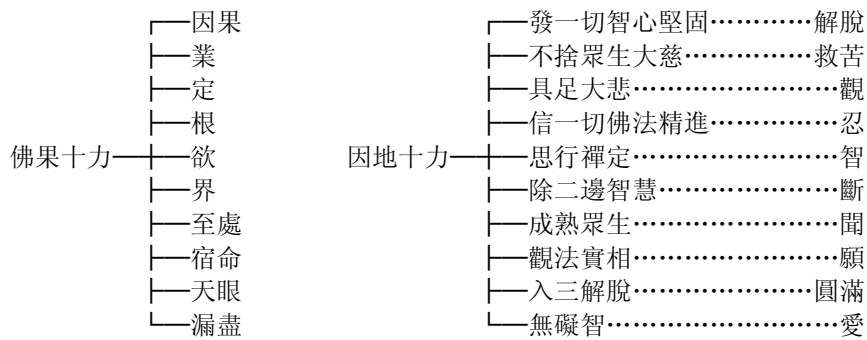 因果 發一切智心堅固…………解脫
業 不捨眾生大慈……………救苦
定 具足大悲……………………觀
根 信一切佛法精進……………忍
佛果十力 欲 因地十力 思行禪定……………………智
界 除二邊智慧…………………斷
至處 成熟眾生……………………聞
宿命 觀法實相……………………願
天眼 入三解脫…………………圓滿
漏盡 無礙智………………………愛